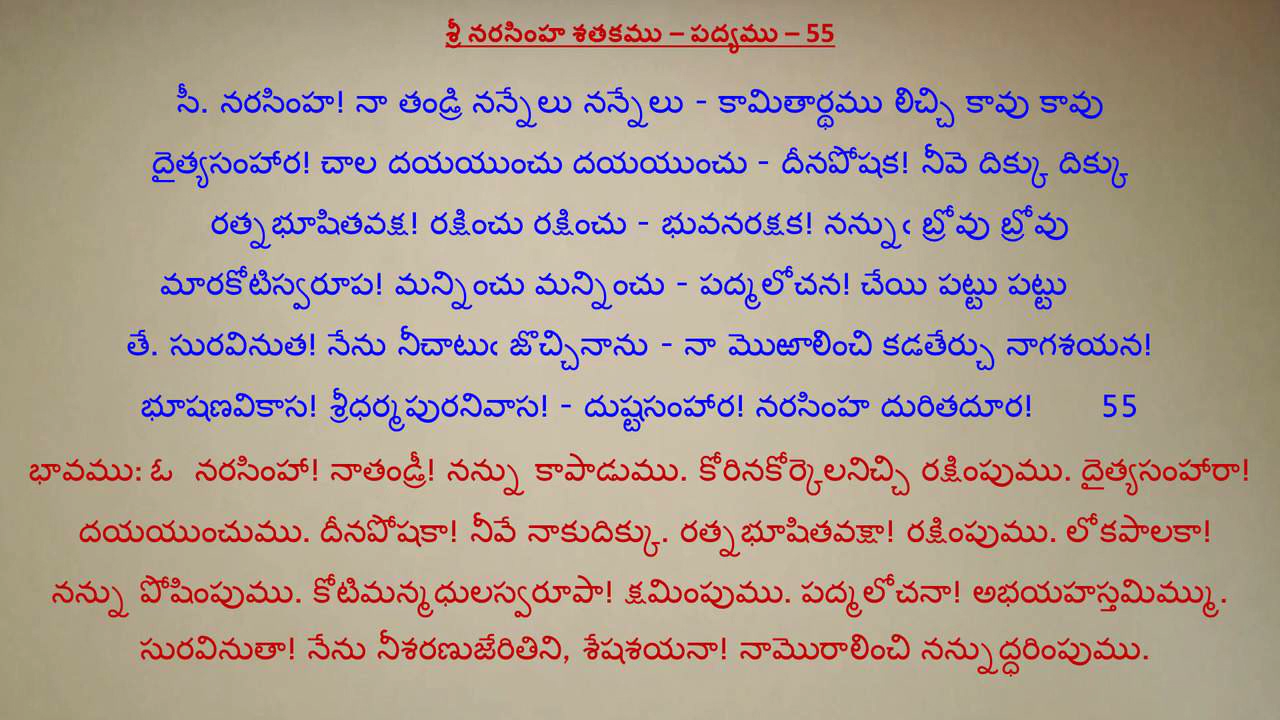 శ్రీ నరసింహ శతకము – పద్యము – 55
సీ. నరసింహ! నా తండ్రి నన్నేలు నన్నేలు - కామితార్థము లిచ్చి కావు కావు
దైత్యసంహార! చాల దయయుంచు దయయుంచు - దీనపోషక! నీవె దిక్కు దిక్కు
రత్నభూషితవక్ష! రక్షించు రక్షించు - భువనరక్షక! నన్నుఁ బ్రోవు బ్రోవు
మారకోటిస్వరూప! మన్నించు మన్నించు - పద్మలోచన! చేయి పట్టు పట్టు
తే. సురవినుత! నేను నీచాటుఁ జొచ్చినాను - నా మొఱాలించి కడతేర్చు నాగశయన!
భూషణవికాస! శ్రీధర్మపురనివాస! - దుష్టసంహార! నరసింహ దురితదూర! 55
భావము: ఓ నరసింహా! నాతండ్రీ! నన్ను కాపాడుము. కోరినకోర్కెలనిచ్చి రక్షింపుము. దైత్యసంహారా!
దయయుంచుము. దీనపోషకా! నీవే నాకుదిక్కు. రత్నభూషితవక్షా! రక్షింపుము. లోకపాలకా!
నన్ను పోషింపుము. కోటిమన్మధులస్వరూపా! క్షమింపుము. పద్మలోచనా! అభయహస్తమిమ్ము.
సురవినుతా! నేను నీశరణుజేరితిని, శేషశయనా! నామొరాలించి నన్నుద్ధరింపుము.